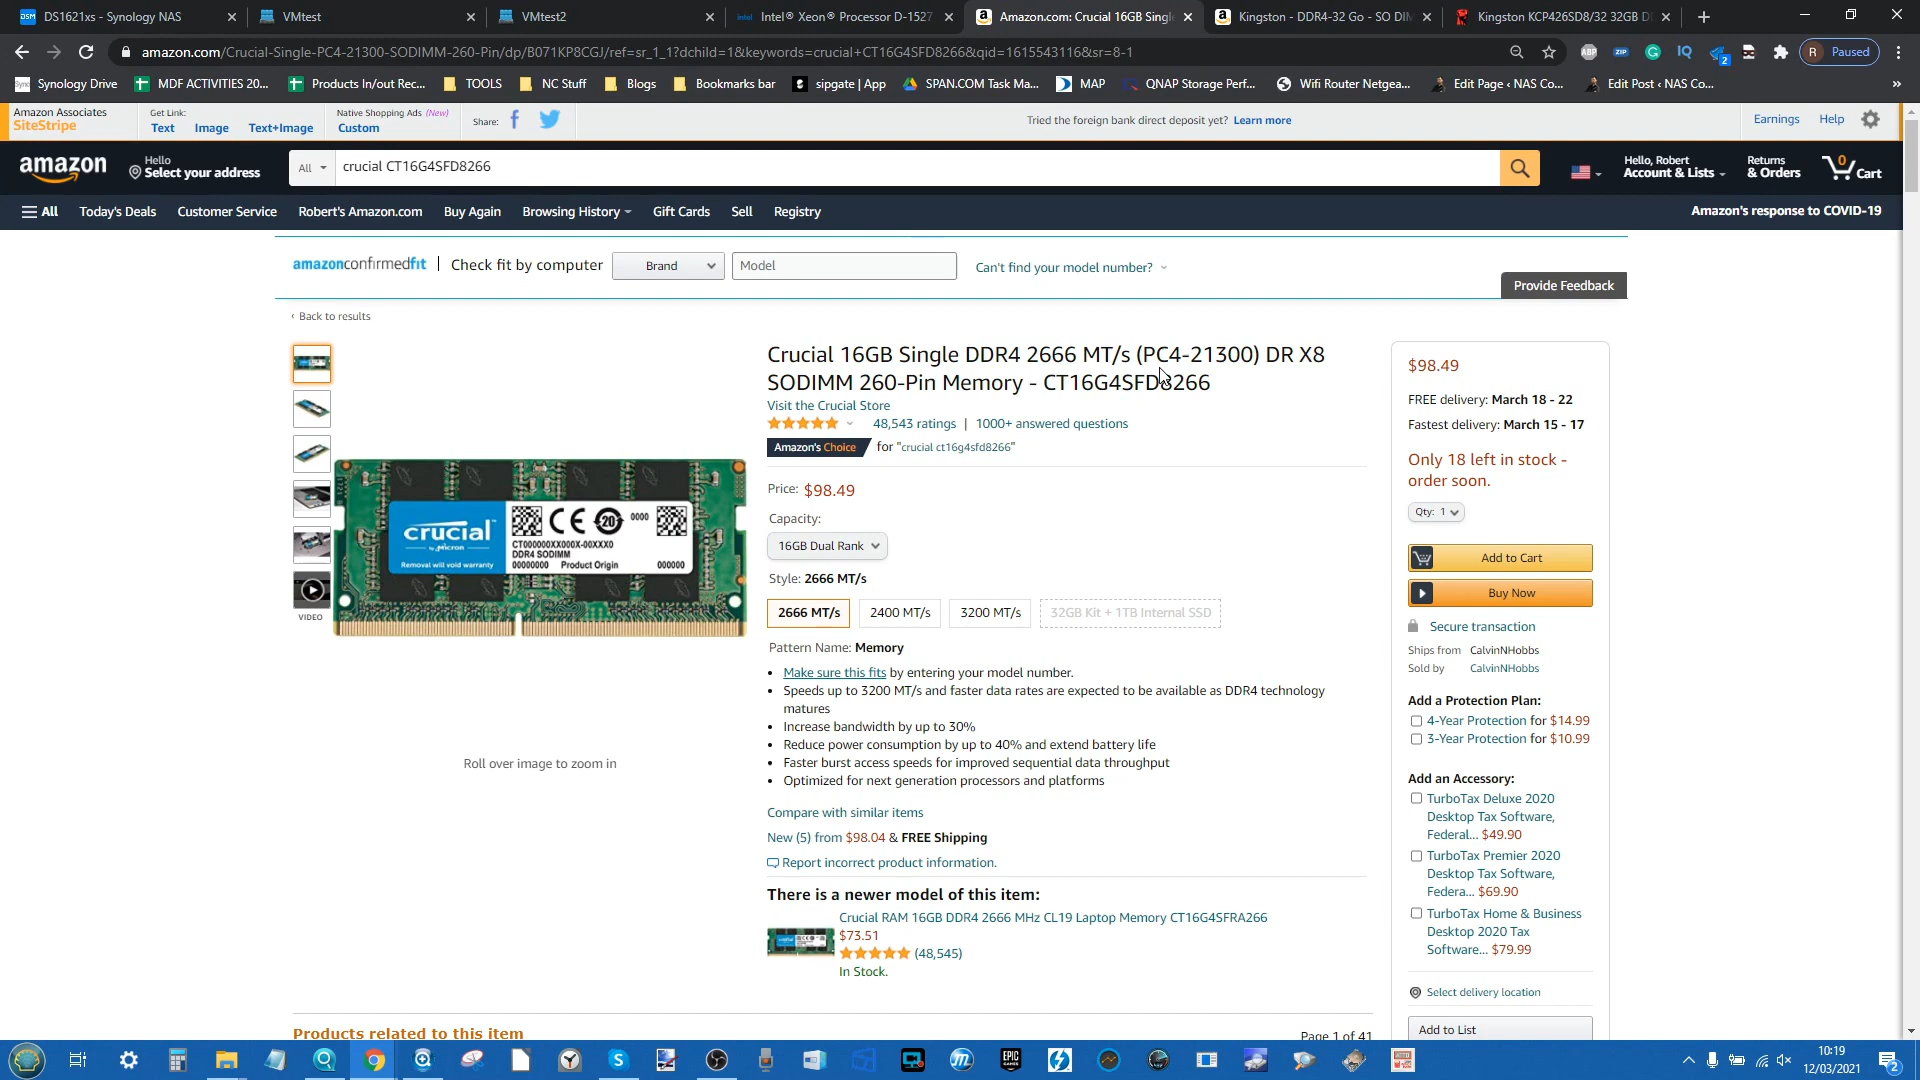 DS1621xs - Synology NAS
VMtest
VMtest2
Intel® Xeon® Processor D-1527
Amazon.com: Crucial 16GB Single
Kingston - DDR4-32 Go - SO DIM
Kingston KCP426SD8/32 32GB D
amazon.com/Crucial-Single-PC4-21300-SODIMM-260-Pin/dp/B071KP8CGJ/ref=sr_1_1?dchild=1&keywords=crucial+CT16G4SFD8266&qid=1615543116&sr=8-1
R Paused
Synology Drive
MDF ACTIVITIES 20...
Products In/out Rec...
TOOLS
NC Stuff
Blogs
Bookmarks bar
sipgate | App
SPAN.COM Task Ma...
MAP
QNAP Storage Perf...
Wifi Router Netgea...
Edit Page ‹ NAS Co...
Edit Post ‹ NAS Co...
Amazon Associates
SiteStripe
Get Link:
Text Image Text+Image
Native Shopping Ads (New)
Custom
Share:
Tried the foreign bank direct deposit yet? Learn more
Earnings Help
amazon
Hello
Select your address
All
crucial CT16G4SFD8266
Hello, Robert
Account & Lists
Returns
& Orders
0
Cart
All Today's Deals Customer Service Robert's Amazon.com Buy Again Browsing History Gift Cards Sell Registry
Amazon's response to COVID-19
amazonconfirmedfit | Check fit by computer Brand Model Can't find your model number?
Provide Feedback
‹ Back to results
VIDEO
crucial
by Micron
Removal will void warranty
CE 20 0000
CT000000XX000X-00XXX0
DDR4 SODIMM
00000000 Product Origin 000000
Roll over image to zoom in
Crucial 16GB Single DDR4 2666 MT/s (PC4-21300) DR X8
SODIMM 260-Pin Memory - CT16G4SFD8266
Visit the Crucial Store
48,543 ratings | 1000+ answered questions
Amazon's Choice for "crucial ct16g4sfd8266"
Price: $98.49
Capacity:
16GB Dual Rank
Style: 2666 MT/s
2666 MT/s 2400 MT/s 3200 MT/s 32GB Kit + 1TB Internal SSD
Pattern Name: Memory
• Make sure this fits by entering your model number.
• Speeds up to 3200 MT/s and faster data rates are expected to be available as DDR4 technology
matures
• Increase bandwidth by up to 30%
• Reduce power consumption by up to 40% and extend battery life
• Faster burst access speeds for improved sequential data throughput
• Optimized for next generation processors and platforms
Compare with similar items
New (5) from $98.04 & FREE Shipping
Report incorrect product information.
There is a newer model of this item:
Crucial RAM 16GB DDR4 2666 MHz CL19 Laptop Memory CT16G4SFRA266
$73.51
(48,545)
In Stock.
Products related to this item
Page 1 of 41
$98.49
FREE delivery: March 18 - 22
Fastest delivery: March 15 - 17
Only 18 left in stock -
order soon.
Qty: 1
Add to Cart
Buy Now
Secure transaction
Ships from CalvinNHobbs
Sold by CalvinNHobbs
Add a Protection Plan:
4-Year Protection for $14.99
3-Year Protection for $10.99
Add an Accessory:
TurboTax Deluxe 2020
Desktop Tax Software,
Federal... $49.90
TurboTax Premier 2020
Desktop Tax Software,
Federa... $69.90
TurboTax Home & Business
Desktop 2020 Tax
Software... $79.99
Select delivery location
Add to List
10:19
12/03/2021
2